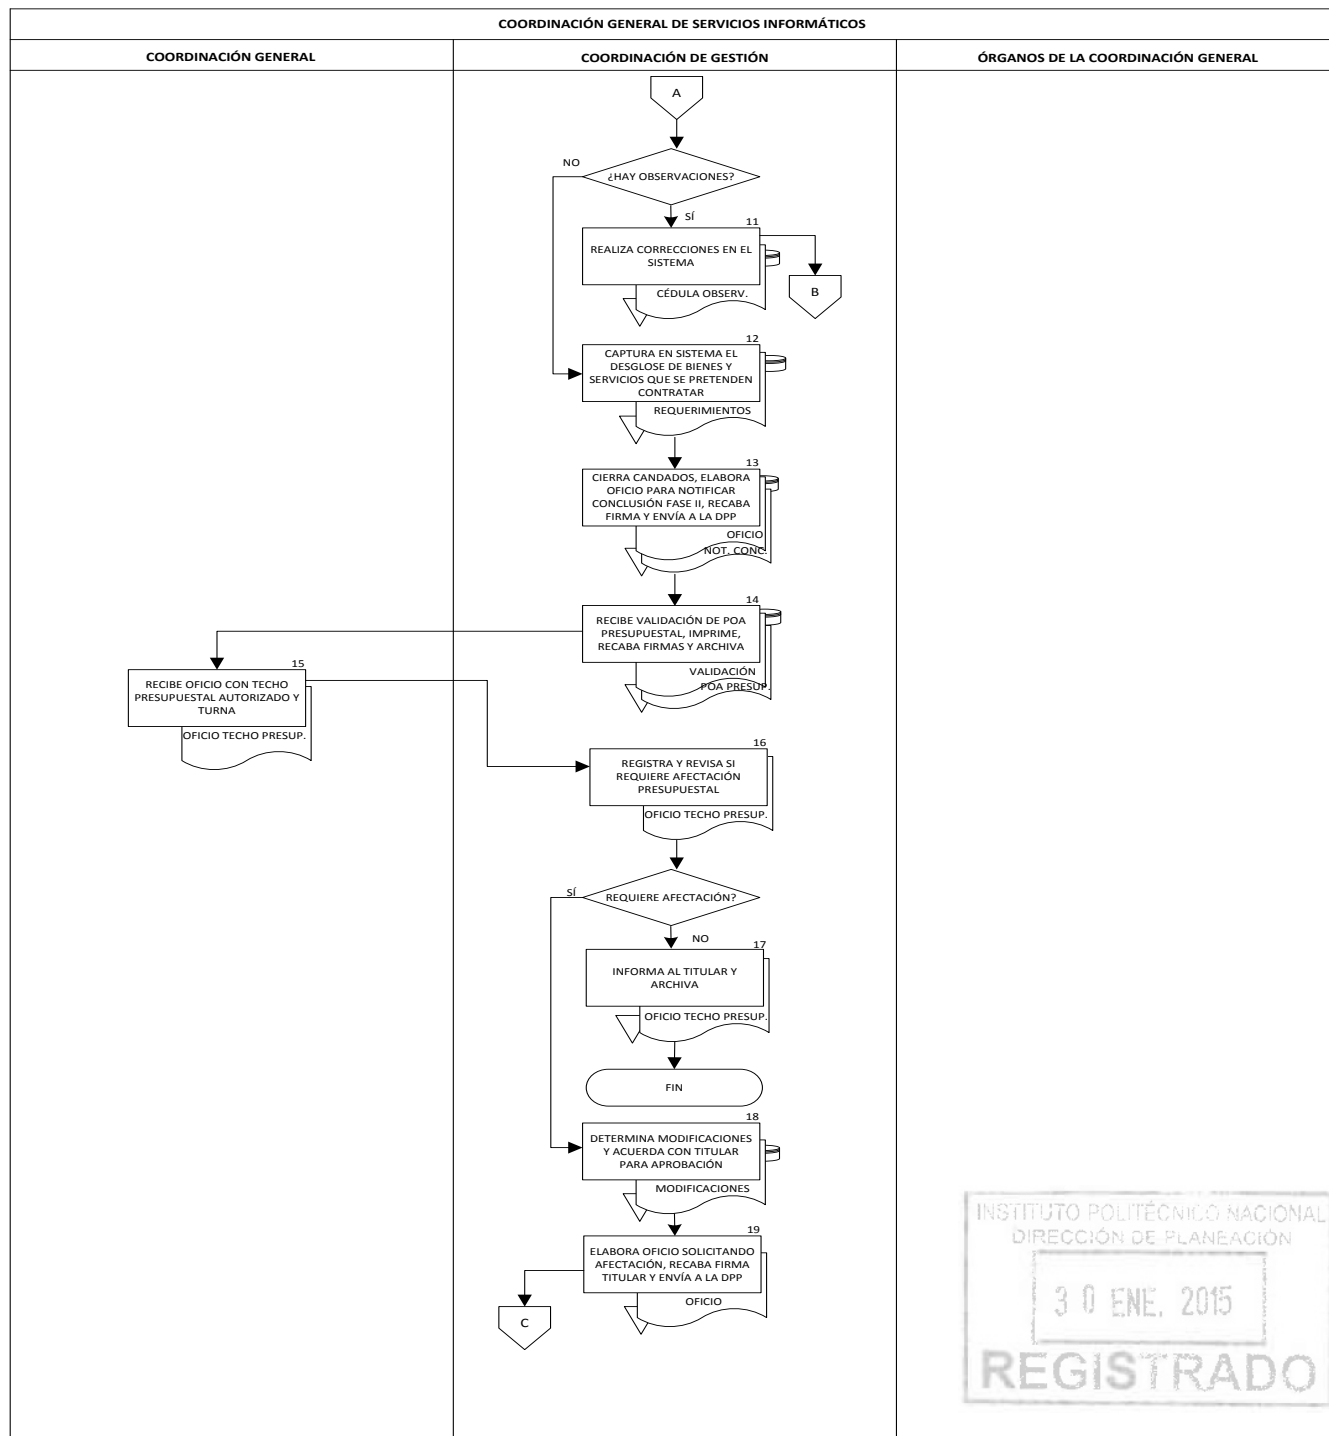 COORDINACIÓN GENERAL DE SERVICIOS INFORMÁTICOS
COORDINACIÓN GENERAL
COORDINACIÓN DE GESTIÓN
ÓRGANOS DE LA COORDINACIÓN GENERAL
A
NO
¿HAY OBSERVACIONES?
SÍ
11
REALIZA CORRECCIONES EN EL
SISTEMA
CÉDULA OBSERV.
B
12
CAPTURA EN SISTEMA EL
DESGLOSE DE BIENES Y
SERVICIOS QUE SE PRETENDEN
CONTRATAR
REQUERIMIENTOS
13
CIERRA CANDADOS, ELABORA
OFICIO PARA NOTIFICAR
CONCLUSIÓN FASE II, RECABA
FIRMA Y ENVÍA A LA DPP
OFICIO
NOT. CONC.
14
RECIBE VALIDACIÓN DE POA
PRESUPUESTAL, IMPRIME,
RECABA FIRMAS Y ARCHIVA
VALIDACIÓN
POA PRESUP.
15
RECIBE OFICIO CON TECHO
PRESUPUESTAL AUTORIZADO Y
TURNA
OFICIO TECHO PRESUP.
16
REGISTRA Y REVISA SI
REQUIERE AFECTACIÓN
PRESUPUESTAL
OFICIO TECHO PRESUP.
SÍ
REQUIERE AFECTACIÓN?
NO
17
INFORMA AL TITULAR Y
ARCHIVA
OFICIO TECHO PRESUP.
FIN
18
DETERMINA MODIFICACIONES
Y ACUERDA CON TITULAR
PARA APROBACIÓN
MODIFICACIONES
19
ELABORA OFICIO SOLICITANDO
AFECTACIÓN, RECABA FIRMA
TITULAR Y ENVÍA A LA DPP
OFICIO
C
INSTITUTO POLITÉCNICO NACIONAL
DIRECCIÓN DE PLANEACIÓN
30 ENE. 2015
REGISTRADO